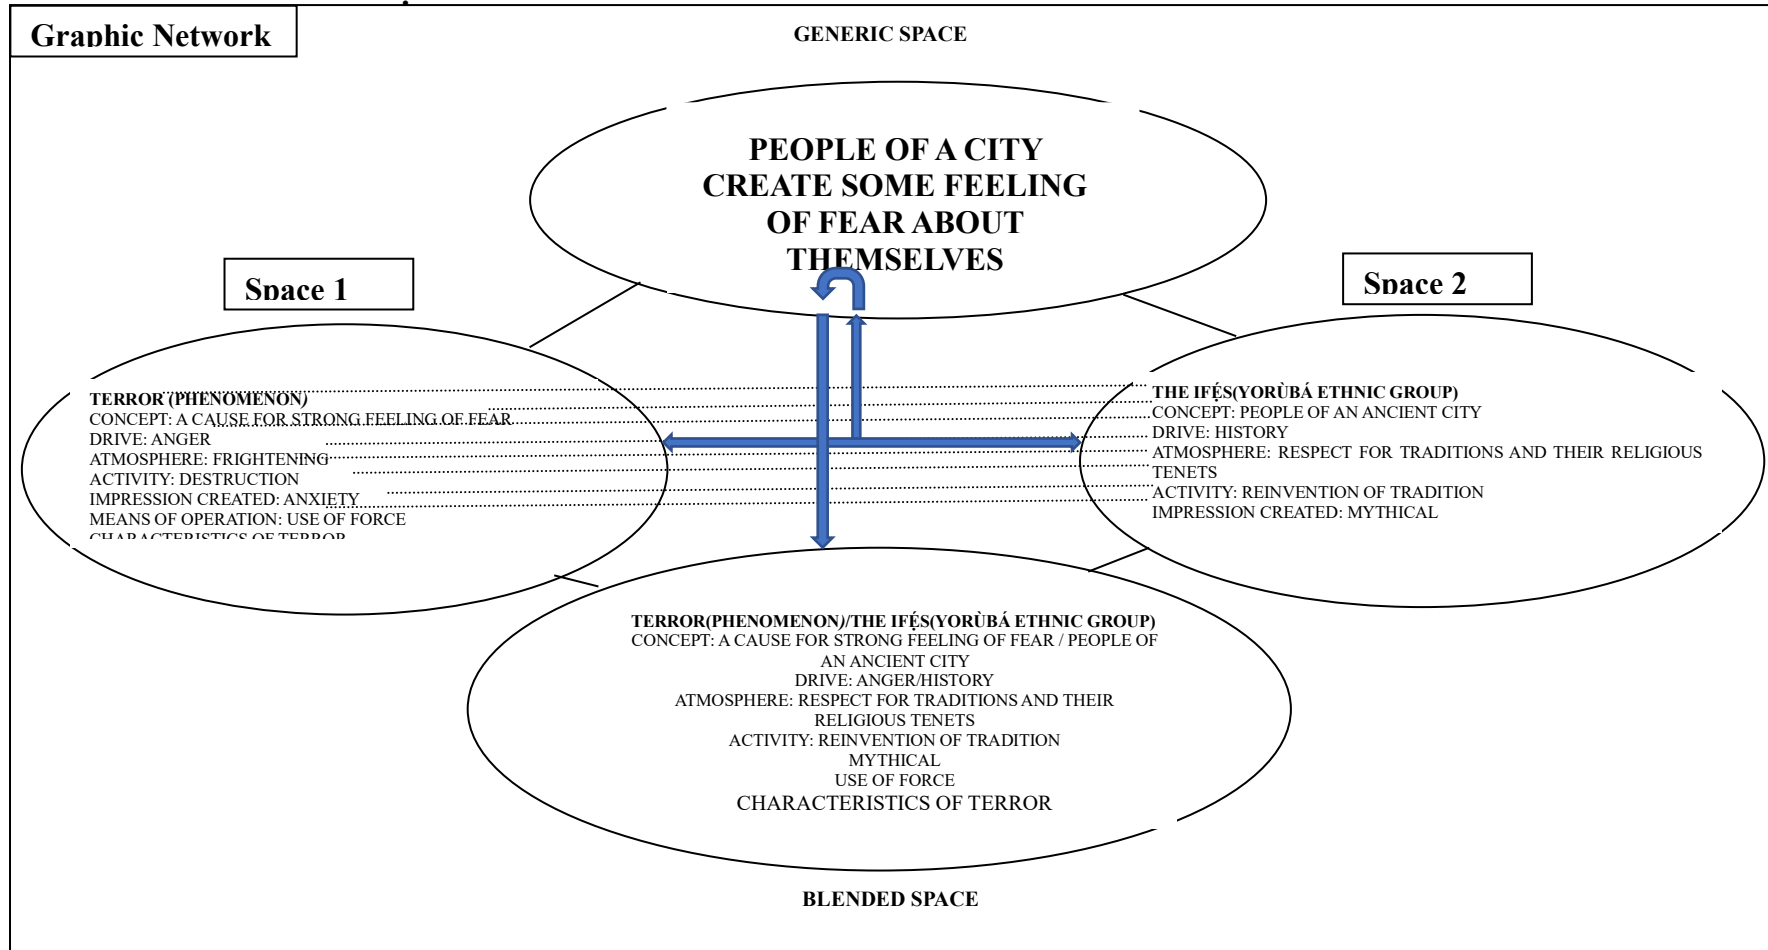 Graphic Network
GENERIC SPACE
PEOPLE OF A CITY
CREATE SOME FEELING
OF FEAR ABOUT
THEMSELVES
Space 1
Space 2
TERROR (PHENOMENON)
CONCEPT: A CAUSE FOR STRONG FEELING OF FEAR
DRIVE: ANGER
ATMOSPHERE: FRIGHTENING
ACTIVITY: DESTRUCTION
IMPRESSION CREATED: ANXIETY
MEANS OF OPERATION: USE OF FORCE
CHARACTERISTICS OF TERROR
THE IFẸ́S(YORÙBÁ ETHNIC GROUP)
CONCEPT: PEOPLE OF AN ANCIENT CITY
DRIVE: HISTORY
ATMOSPHERE: RESPECT FOR TRADITIONS AND THEIR RELIGIOUS
TENETS
ACTIVITY: REINVENTION OF TRADITION
IMPRESSION CREATED: MYTHICAL
TERROR(PHENOMENON)/THE IFẸ́S(YORÙBÁ ETHNIC GROUP)
CONCEPT: A CAUSE FOR STRONG FEELING OF FEAR / PEOPLE OF
AN ANCIENT CITY
DRIVE: ANGER/HISTORY
ATMOSPHERE: RESPECT FOR TRADITIONS AND THEIR
RELIGIOUS TENETS
ACTIVITY: REINVENTION OF TRADITION
MYTHICAL
USE OF FORCE
CHARACTERISTICS OF TERROR
BLENDED SPACE